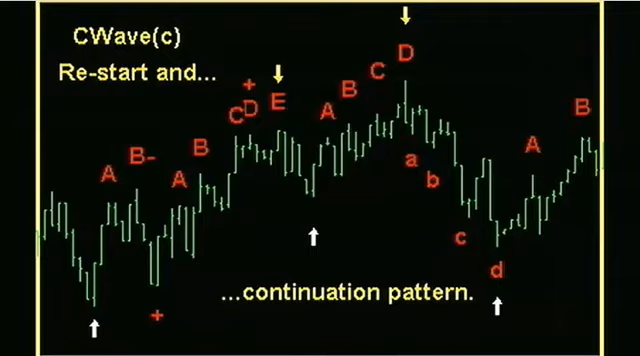 CWave(c)
Re-start and...
D
C
B
A
+
E
C D
B
A
B-
A
a
b
c
d
A
B
+
...continuation pattern.